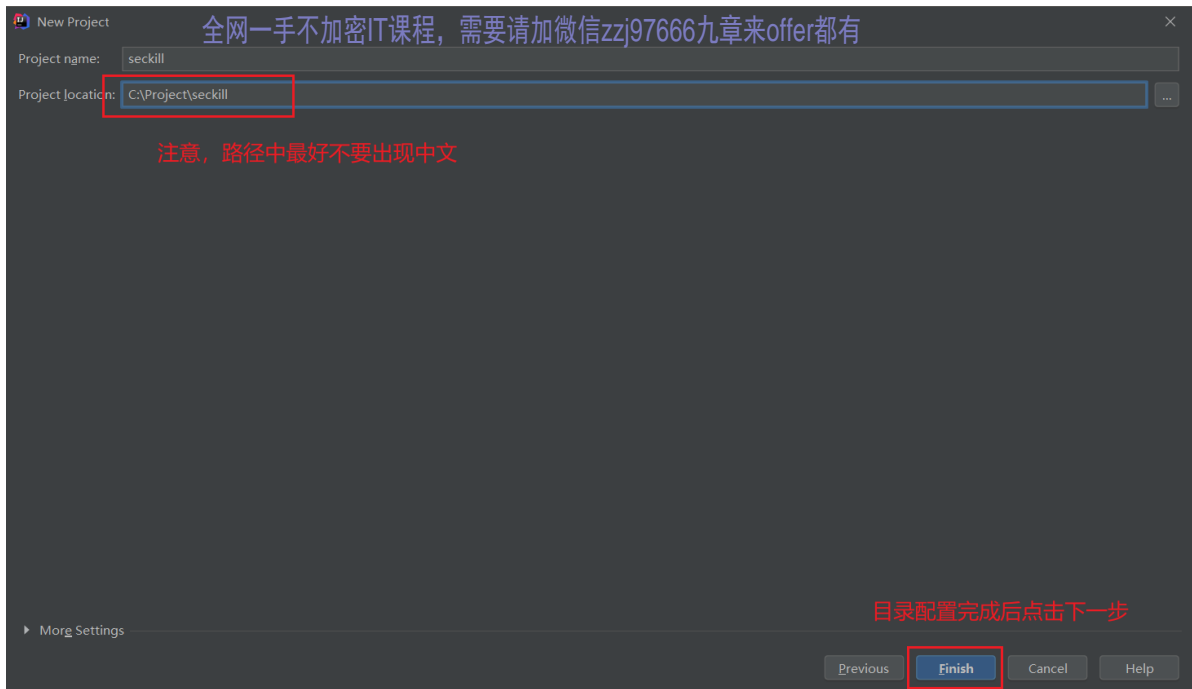 New Project
全网一手不加密IT课程，需要请加微信zzj97666九章来offer都有
Project name: seckill
Project location: C:\Project\seckill ...
注意，路径中最好不要出现中文
目录配置完成后点击下一步
More Settings
Previous Finish Cancel Help